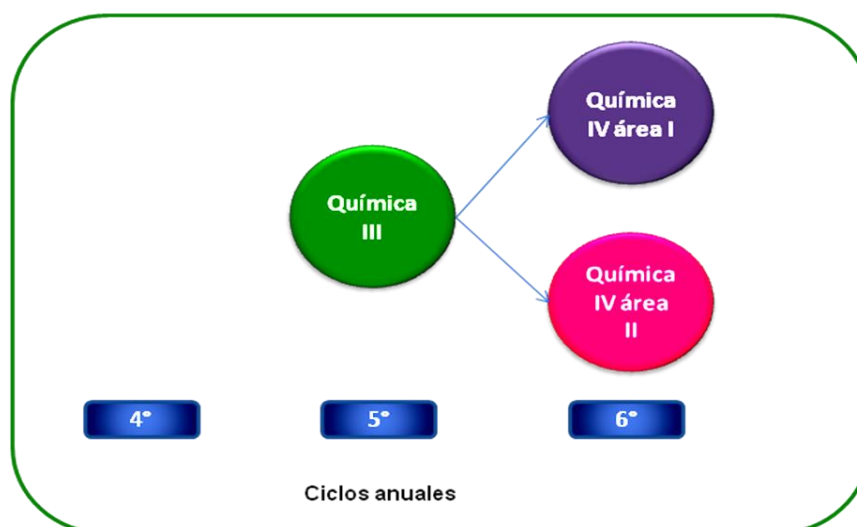 Química
IV área I
Química
III
Química
IV área
II
4°
5°
6°
Ciclos anuales